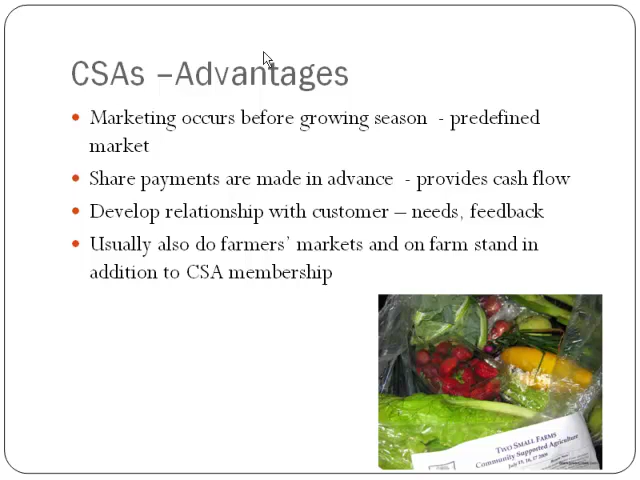 CSAs –Advantages
Marketing occurs before growing season - predefined
market
Share payments are made in advance - provides cash flow
Develop relationship with customer – needs, feedback
Usually also do farmers’ markets and on farm stand in
addition to CSA membership
TWO SMALL FARMS
Community Supported Agriculture